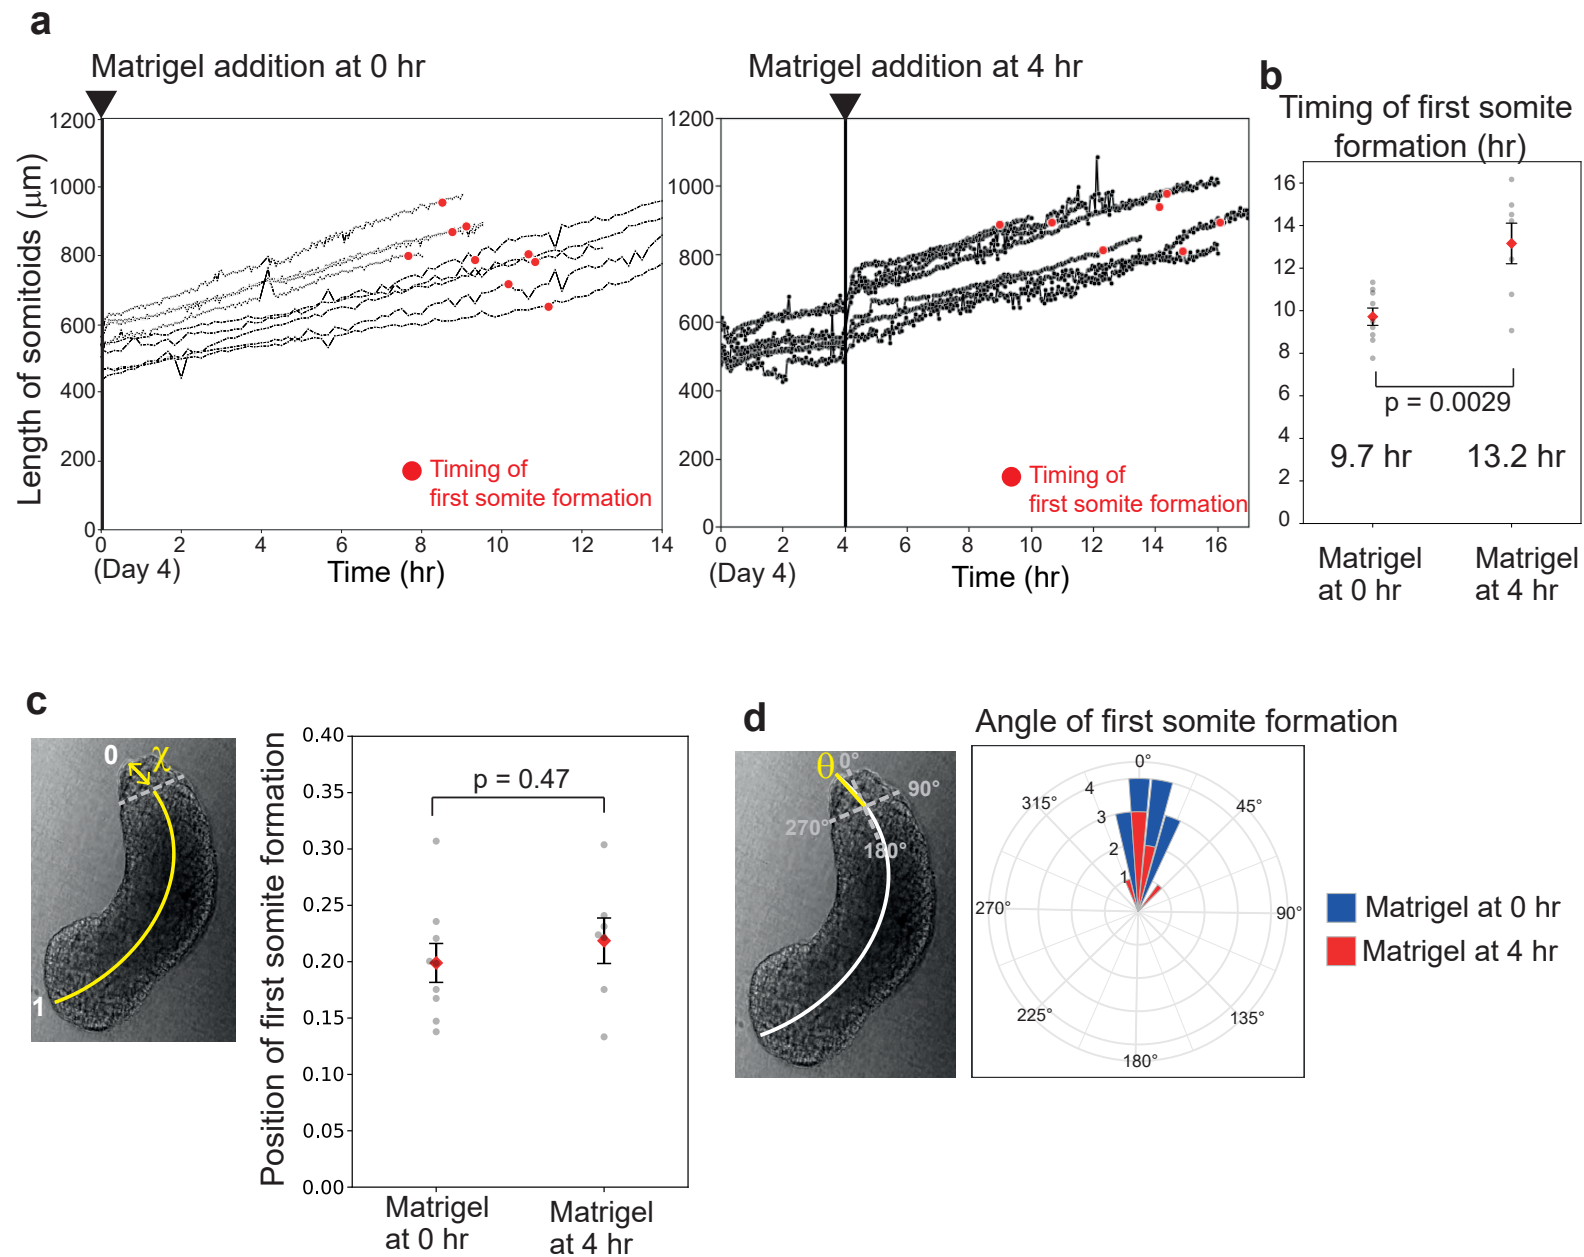 a
Matrigel addition at 0 hr
Length of somitoids (μm)
1200
1000
800
600
400
200
0
0
2
4
6
8
10
12
14
(Day 4)
Time (hr)
Timing of
first somite formation
Matrigel addition at 4 hr
1200
1000
800
600
400
200
0
0
2
4
6
8
10
12
14
16
(Day 4)
Time (hr)
Timing of
first somite formation
b
Timing of first somite
formation (hr)
16
14
12
10
8
6
4
2
0
p = 0.0029
9.7 hr
13.2 hr
Matrigel
at 0 hr
Matrigel
at 4 hr
c
0
χ
1
Position of first somite formation
0.40
0.35
0.30
0.25
0.20
0.15
0.10
0.05
0.00
p = 0.47
Matrigel
at 0 hr
Matrigel
at 4 hr
d
θ
0°
90°
270°
180°
Angle of first somite formation
0°
45°
90°
135°
180°
225°
270°
315°
4
3
2
1
Matrigel at 0 hr
Matrigel at 4 hr